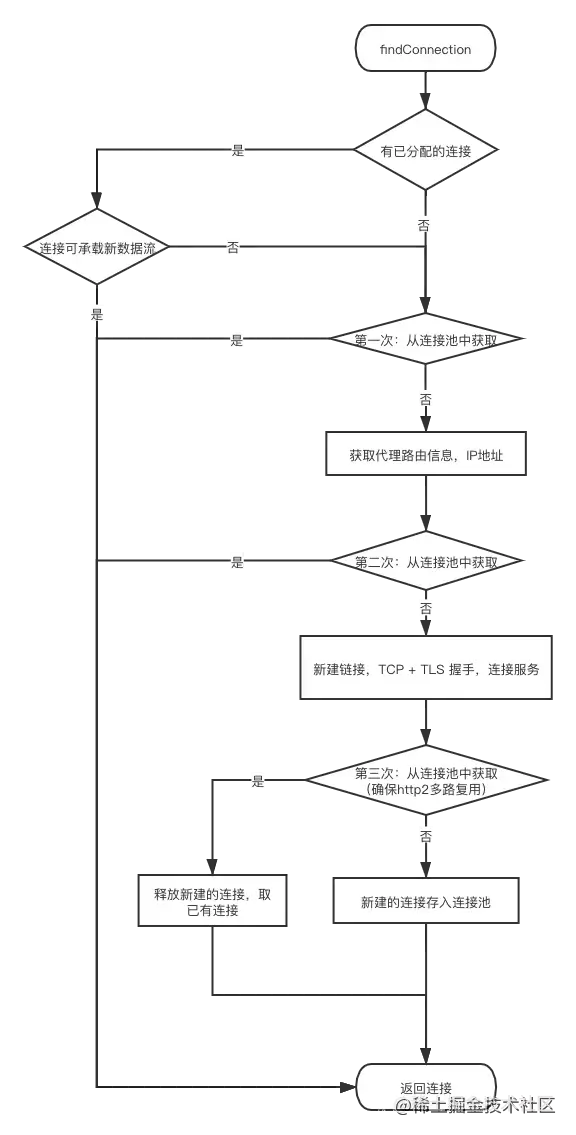 findConnection
有已分配的连接
是
否
连接可承载新数据流
否
是
第一次：从连接池中获取
是
否
获取代理路由信息，IP地址
第二次：从连接池中获取
是
否
新建链接，TCP + TLS 握手，连接服务
第三次：从连接池中获取
（确保http2多路复用）
是
否
释放新建的连接，取
已有连接
新建的连接存入连接池
返回连接
@稀土掘金技术社区